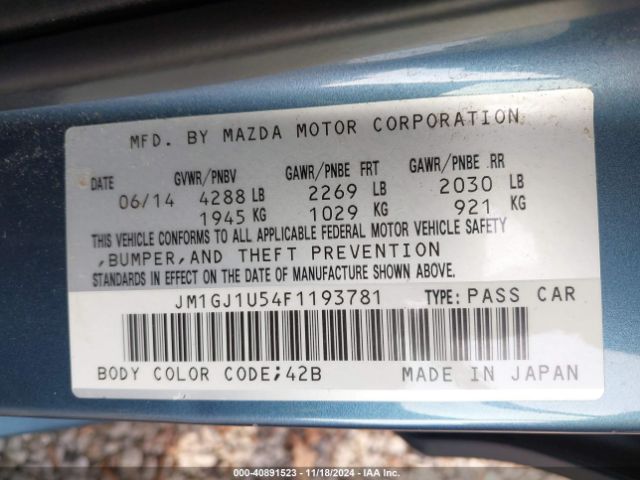 MFD. BY MAZDA MOTOR CORPORATION
DATE GVWR/PNBV GAWR/PNBE FRT GAWR/PNBE RR
06/14 4288 LB 2269 LB 2030 LB
1945 KG 1029 KG 921 KG
THIS VEHICLE CONFORMS TO ALL APPLICABLE FEDERAL MOTOR VEHICLE SAFETY
,BUMPER,AND THEFT PREVENTION
STANDARDS IN EFFECT ON THE DATE OF MANUFACTURE SHOWN ABOVE.
JM1GJ1U54F1193781 TYPE: PASS CAR
BODY COLOR CODE;42B MADE IN JAPAN
000-40891523 - 11/18/2024 - IAA Inc.